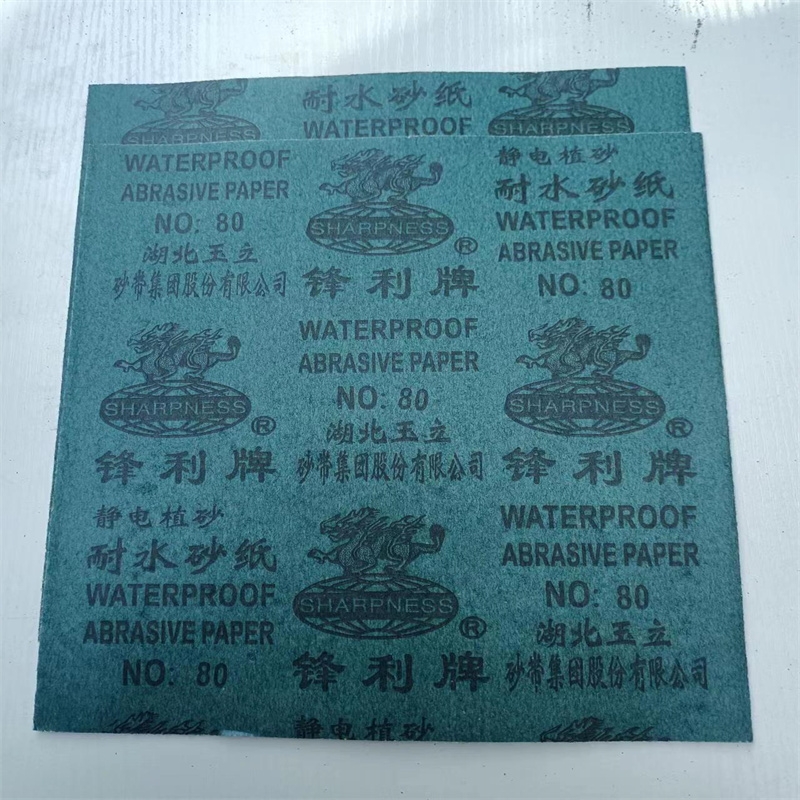 耐水砂纸
WATERPROOF
SHARPNESS
SHARPNESS
WATERPROOF
ABRASIVE PAPER
NO: 80
湖北玉立
砂带集团股份有限公司
SHARPNESS
®
锋利牌
静电植砂
耐水砂纸
WATERPROOF
ABRASIVE PAPER
NO: 80
SHARPNESS
®
锋利牌
WATERPROOF
ABRASIVE PAPER
NO: 80
湖北玉立
砂带集团股份有限公司
SHARPNESS
®
锋利牌
静电植砂
耐水砂纸
WATERPROOF
ABRASIVE PAPER
NO: 80
SHARPNESS
®
锋利牌
WATERPROOF
ABRASIVE PAPER
NO: 80
湖北玉立
砂带集团股份有限公司
静电植砂